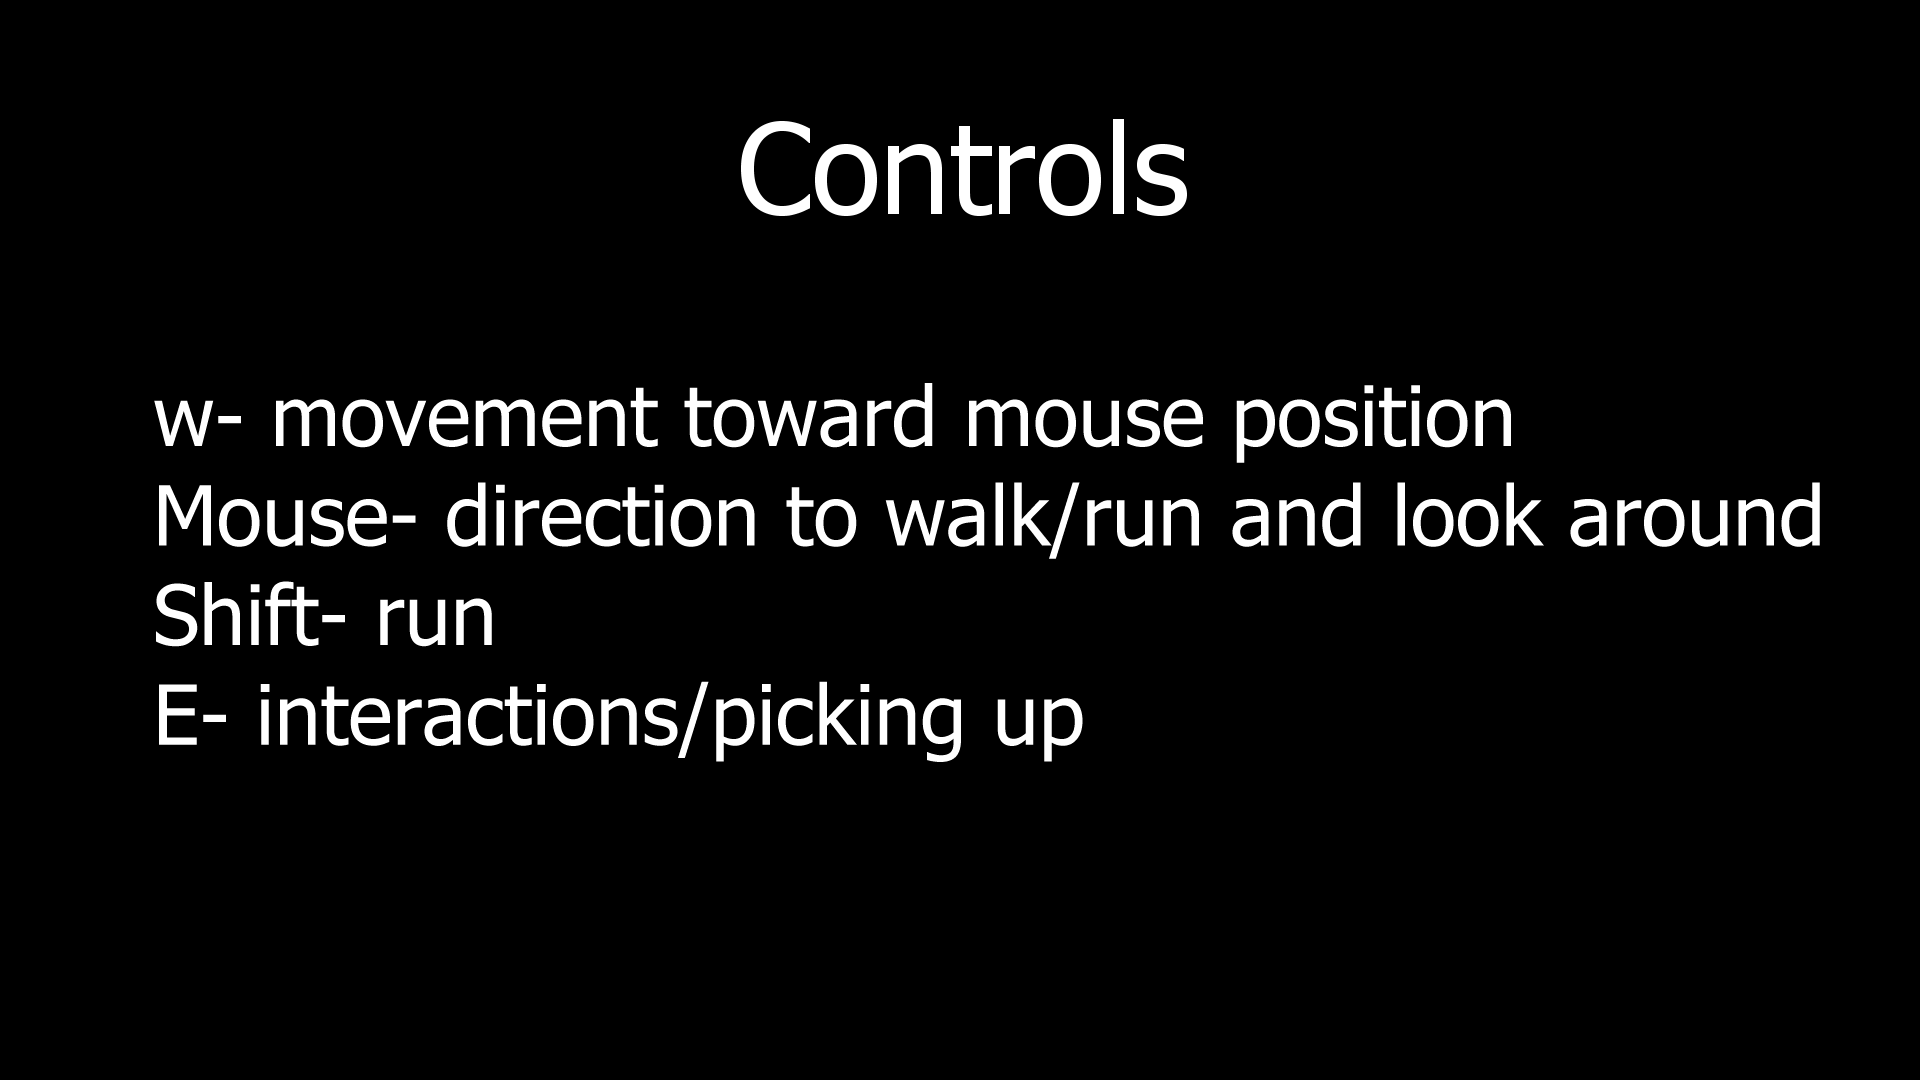 Controls
w- movement toward mouse position
Mouse- direction to walk/run and look around
Shift- run
E- interactions/picking up